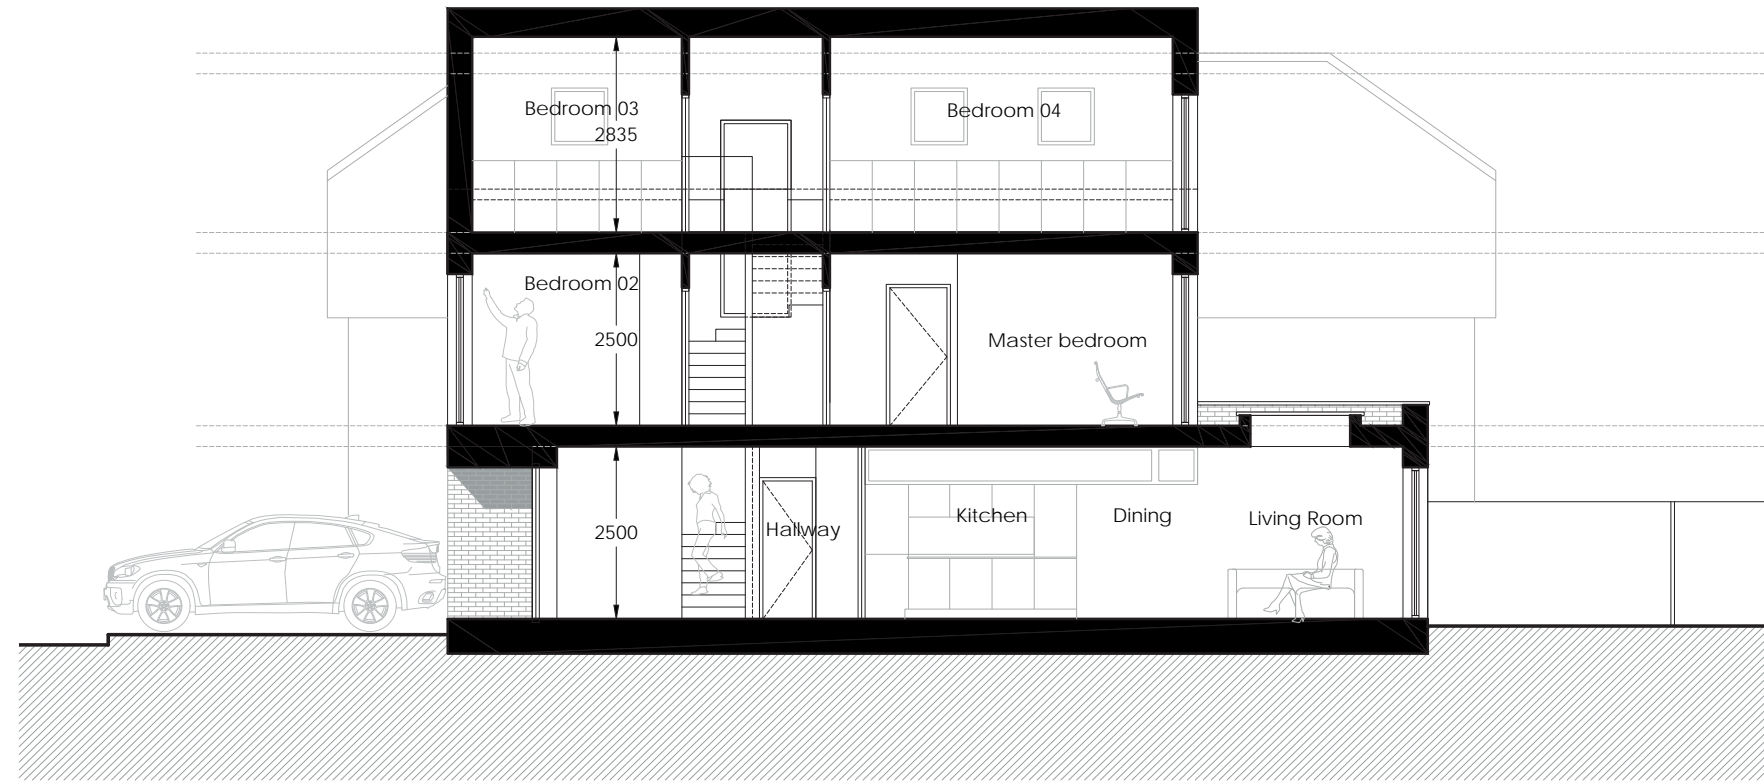 Bedroom 03
2835
Bedroom 04
Bedroom 02
2500
Master bedroom
2500
Hallway
Kitchen
Dining
Living Room